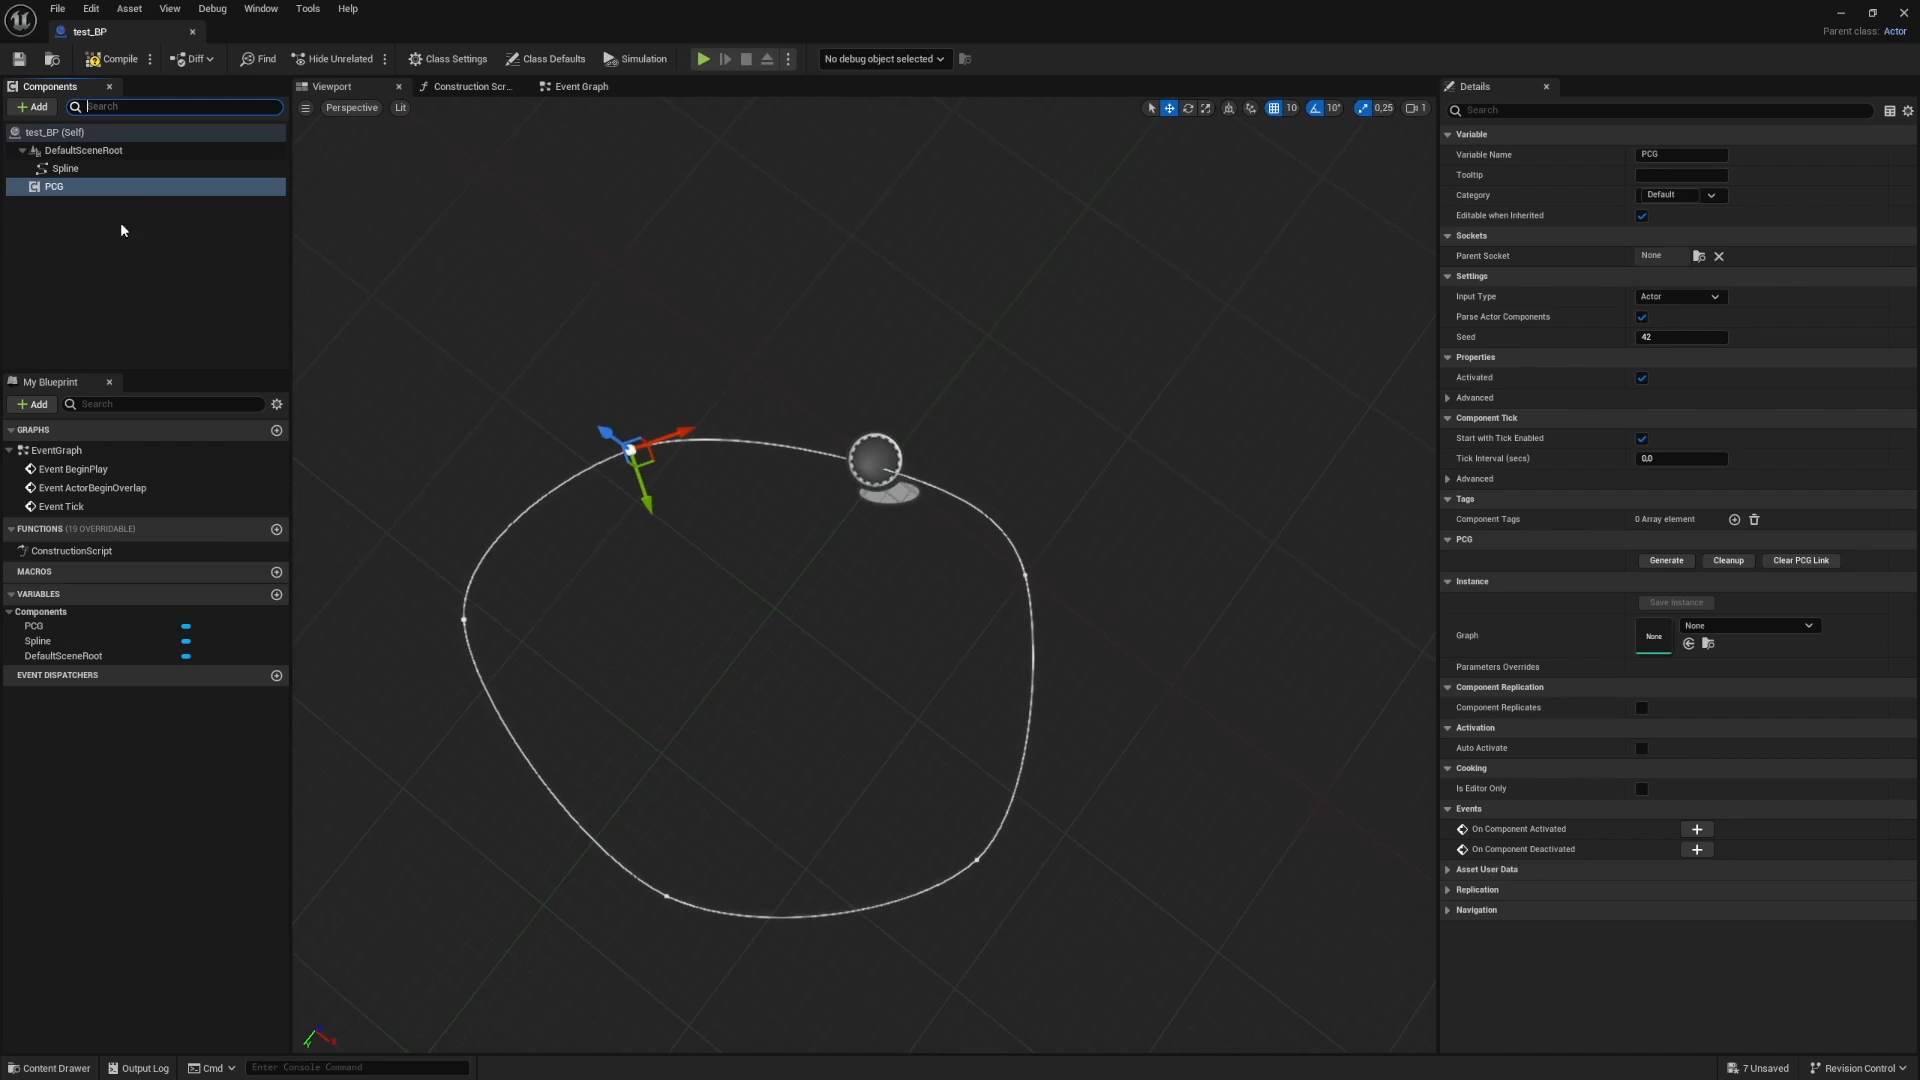 File Edit Asset View Debug Window Tools Help
test_BP
Parent class: Actor
Compile Diff Find Hide Unrelated Class Settings Class Defaults Simulation No debug object selected
Components
Add Search
test_BP (Self)
DefaultSceneRoot
Spline
PCG
My Blueprint
Add Search
GRAPHS
EventGraph
Event BeginPlay
Event ActorBeginOverlap
Event Tick
FUNCTIONS (19 OVERRIDABLE)
ConstructionScript
MACROS
VARIABLES
Components
PCG
Spline
DefaultSceneRoot
EVENT DISPATCHERS
Viewport Construction Scr... Event Graph
Perspective Lit 10 10° 0,25 1
Details
Search
Variable
Variable Name PCG
Tooltip
Category Default
Editable when Inherited
Sockets
Parent Socket None
Settings
Input Type Actor
Parse Actor Components
Seed 42
Properties
Activated
Advanced
Component Tick
Start with Tick Enabled
Tick Interval (secs) 0,0
Advanced
Tags
Component Tags 0 Array element
PCG
Generate Cleanup Clear PCG Link
Instance
Save Instance
Graph None None
Parameters Overrides
Component Replication
Component Replicates
Activation
Auto Activate
Cooking
Is Editor Only
Events
On Component Activated
On Component Deactivated
Asset User Data
Replication
Navigation
Content Drawer Output Log Cmd Enter Console Command 7 Unsaved Revision Control